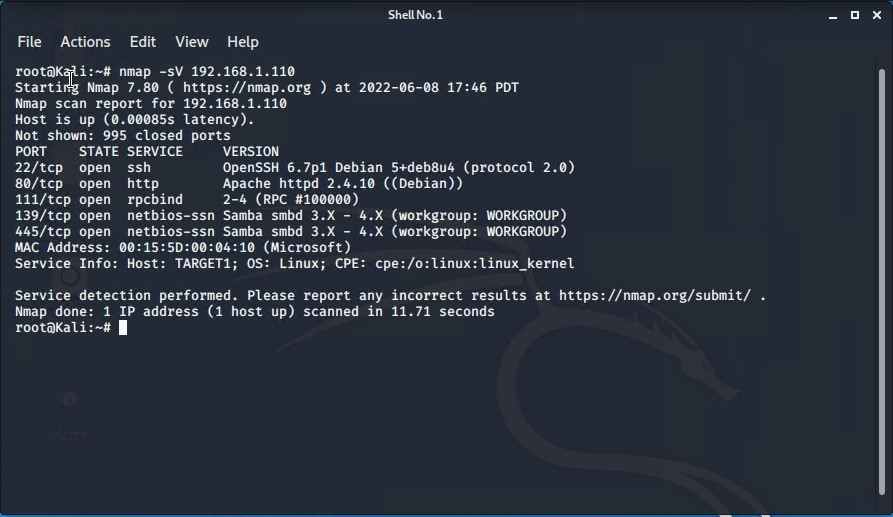 Shell No. 1
File Actions Edit View Help
root@Kali:~# nmap -sV 192.168.1.110
Starting Nmap 7.80 ( https://nmap.org ) at 2022-06-08 17:46 PDT
Nmap scan report for 192.168.1.110
Host is up (0.00085s latency).
Not shown: 995 closed ports
PORT    STATE SERVICE     VERSION
22/tcp  open  ssh         OpenSSH 6.7p1 Debian 5+deb8u4 (protocol 2.0)
80/tcp  open  http        Apache httpd 2.4.10 ((Debian))
111/tcp open  rpcbind     2-4 (RPC #100000)
139/tcp open  netbios-ssn Samba smbd 3.X - 4.X (workgroup: WORKGROUP)
445/tcp open  netbios-ssn Samba smbd 3.X - 4.X (workgroup: WORKGROUP)
MAC Address: 00:15:5D:00:04:10 (Microsoft)
Service Info: Host: TARGET1; OS: Linux; CPE: cpe:/o:linux:linux_kernel

Service detection performed. Please report any incorrect results at https://nmap.org/submit/ .
Nmap done: 1 IP address (1 host up) scanned in 11.71 seconds
root@Kali:~#